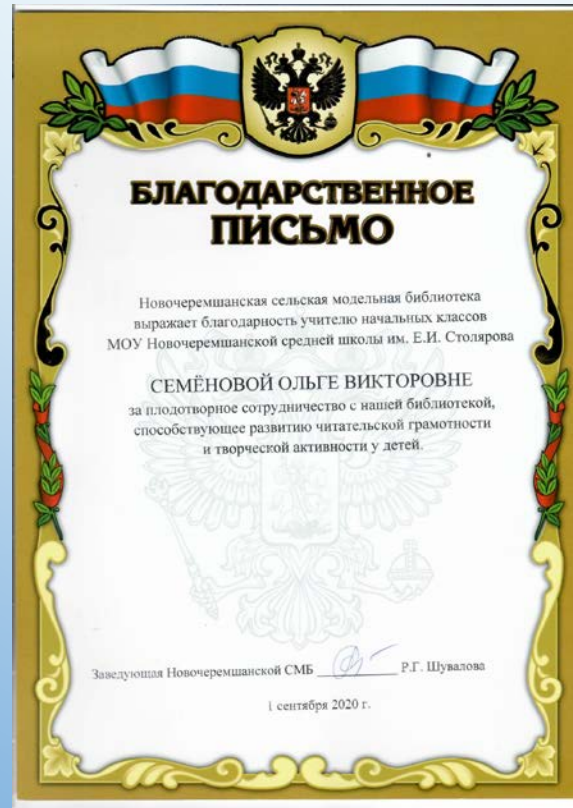 БЛАГОДАРСТВЕННОЕ
ПИСЬМО
Новочеремшанская сельская модельная библиотека
выражает благодарность учителю начальных классов
МОУ Новочеремшанской средней школы им. Е.И. Столярова
СЕМЁНОВОЙ ОЛЬГЕ ВИКТОРОВНЕ
за плодотворное сотрудничество с нашей библиотекой,
способствующее развитию читательской грамотности
и творческой активности у детей.
Заведующая Новочеремшанской СМБ Р.Г. Шувалова
1 сентября 2020 г.